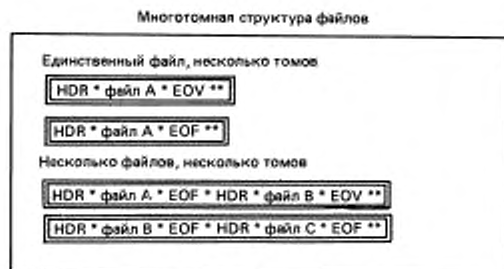 Многотомная структура файлов
Единственный файл, несколько томов
HDR * файл А * EOV **
HDR * файл А * EOF **
Несколько файлов, несколько томов
HDR * файл А * EOF * HDR * файл В * EOV **
HDR * файл В * EOF * HDR * файл С * EOF **